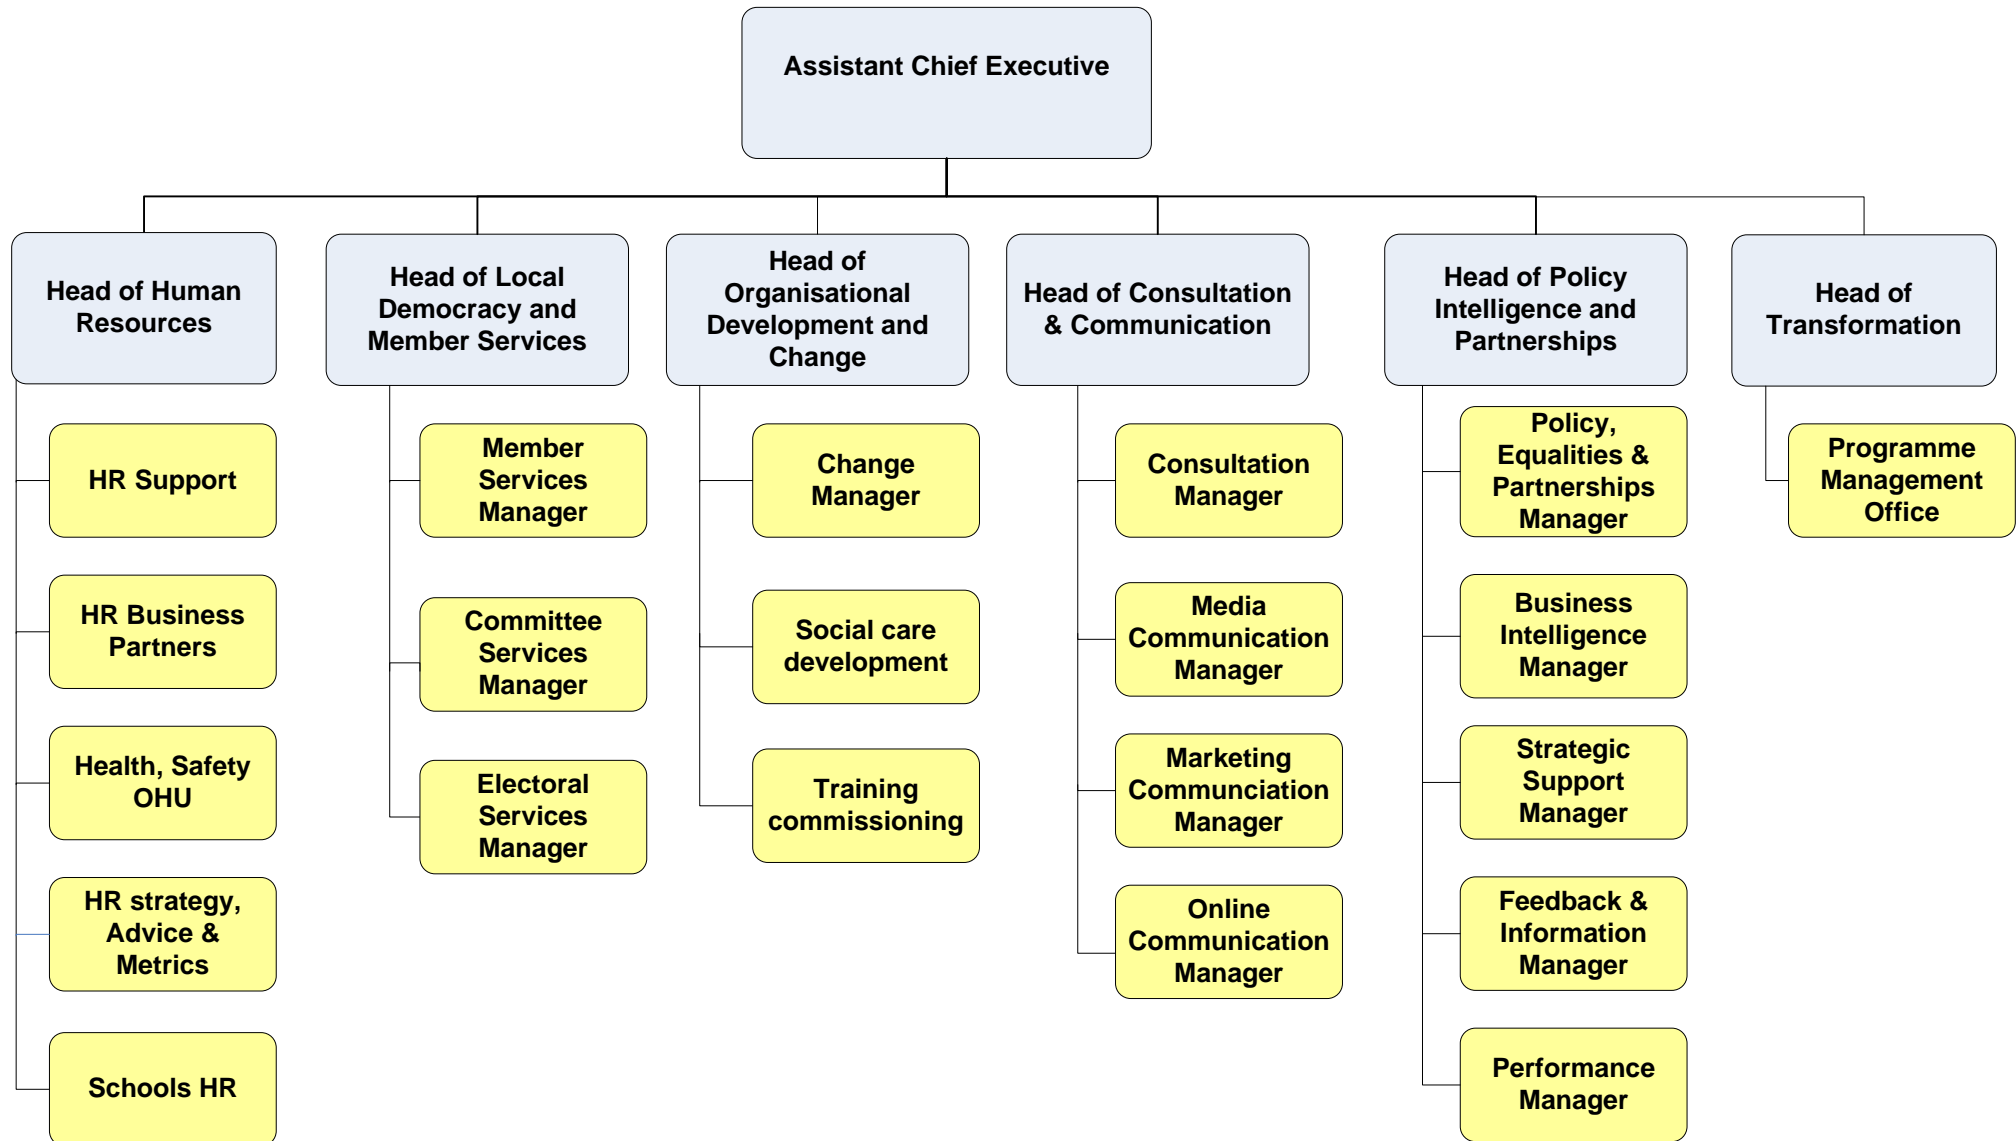 Assistant Chief Executive
Head of Human
Resources
Head of Local
Democracy and
Member Services
Head of
Organisational
Development and
Change
Head of Consultation
& Communication
Head of Policy
Intelligence and
Partnerships
Head of
Transformation
HR Support
HR Business
Partners
Health, Safety
OHU
HR strategy,
Advice &
Metrics
Schools HR
Member
Services
Manager
Committee
Services
Manager
Electoral
Services
Manager
Change
Manager
Social care
development
Training
commissioning
Consultation
Manager
Media
Communication
Manager
Marketing
Communciation
Manager
Online
Communication
Manager
Policy,
Equalities &
Partnerships
Manager
Business
Intelligence
Manager
Strategic
Support
Manager
Feedback &
Information
Manager
Performance
Manager
Programme
Management
Office